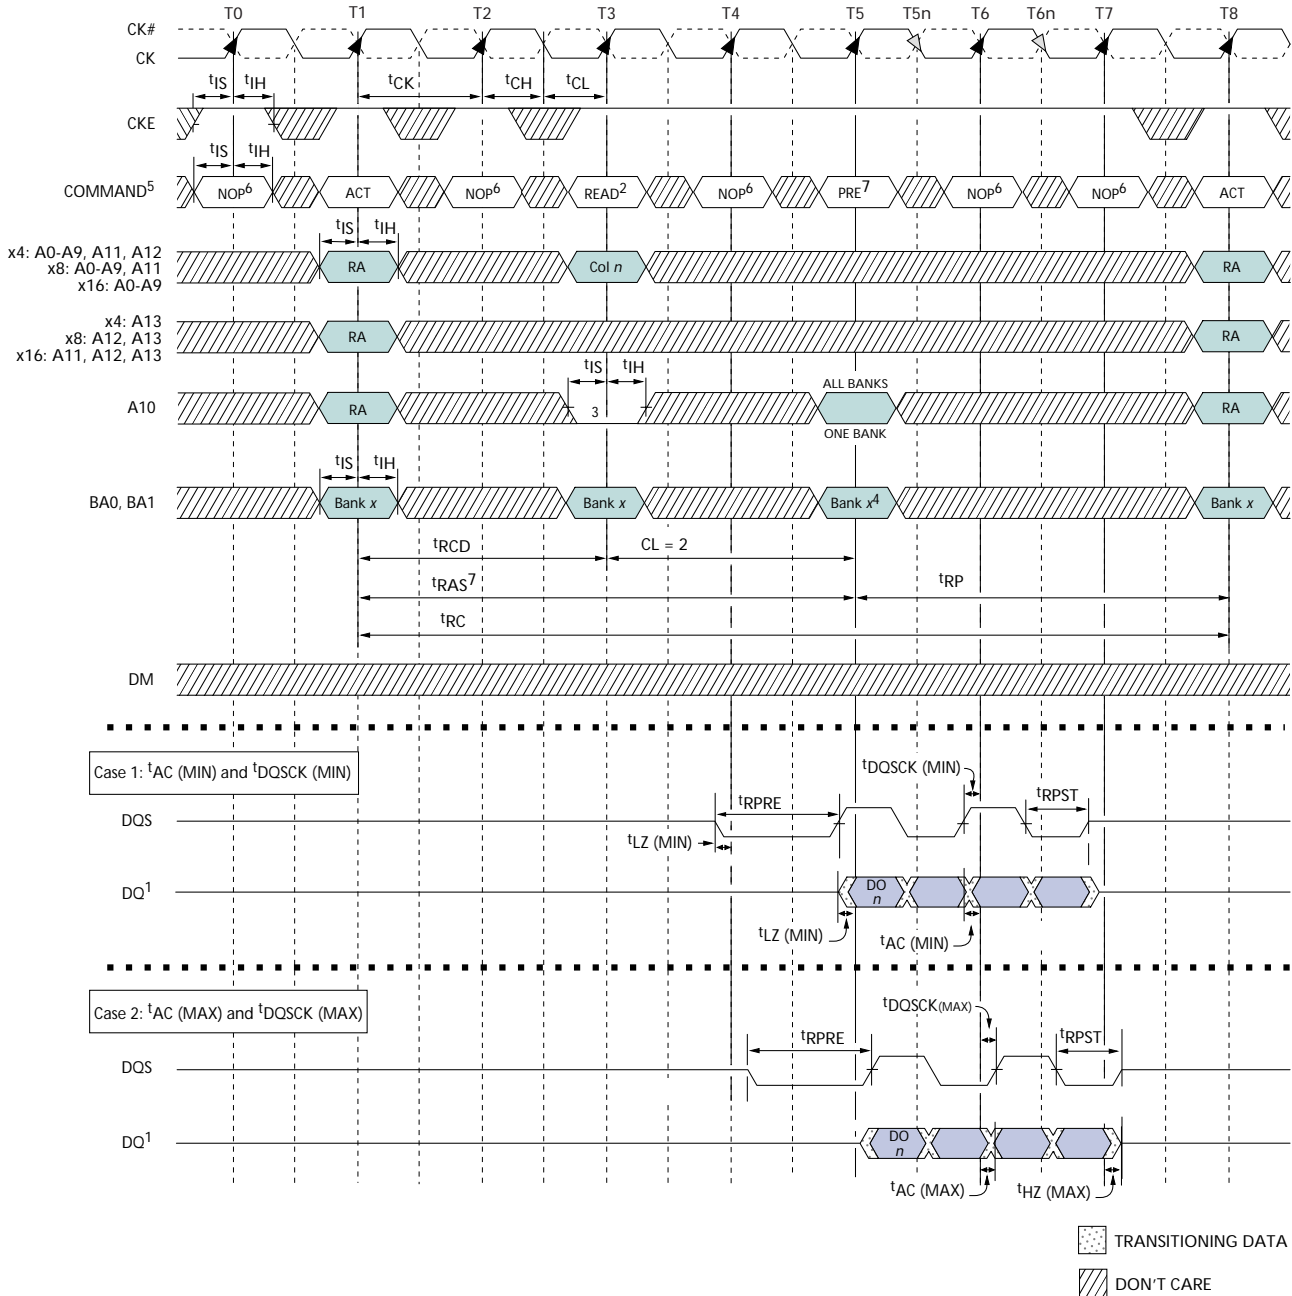 T0 T1 T2 T3 T4 T5 T5n T6 T6n T7 T8
CK#
CK
tIS tIH tCK tCH tCL
CKE
tIS tIH
COMMAND5 NOP6 ACT NOP6 READ2 NOP6 PRE7 NOP6 NOP6 ACT
tIS tIH
x4: A0-A9, A11, A12
x8: A0-A9, A11
x16: A0-A9
RA Col n RA
x4: A13
x8: A12, A13
x16: A11, A12, A13
RA RA
tIS tIH
ALL BANKS
A10 RA 3 RA
ONE BANK
tIS tIH
BA0, BA1 Bank x Bank x Bank x4 Bank x
tRCD CL = 2
tRAS7 tRP
tRC
DM
Case 1: tAC (MIN) and tDQSCK (MIN)
tDQSCK (MIN)
tRPRE tRPST
DQS
tLZ (MIN)
DQ1 DO
n
tLZ (MIN) tAC (MIN)
Case 2: tAC (MAX) and tDQSCK (MAX)
tDQSCK(MAX)
tRPRE tRPST
DQS
DQ1 DO
n
tAC (MAX) tHZ (MAX)
TRANSITIONING DATA
DON'T CARE